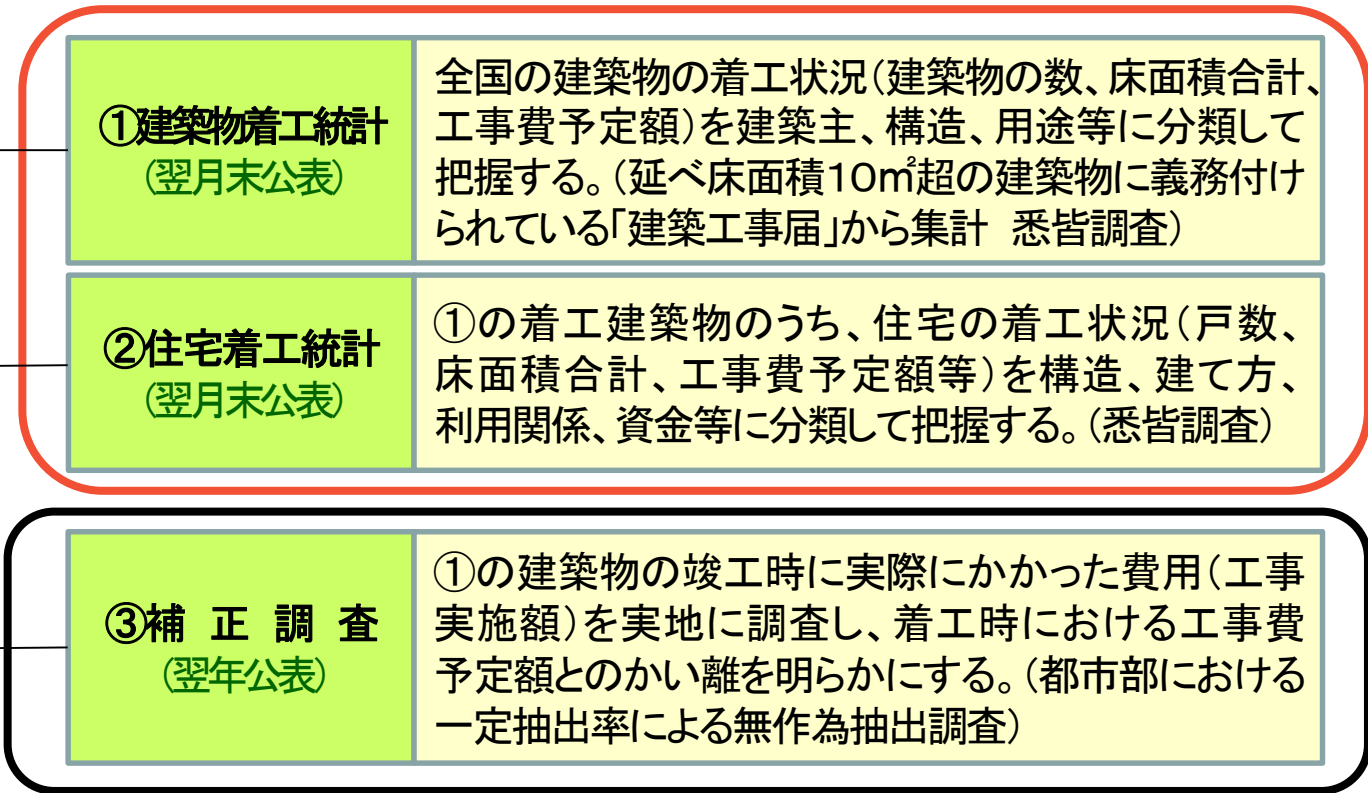 ①建築物着工統計
(翌月末公表)
全国の建築物の着工状況(建築物の数、床面積合計、
工事費予定額)を建築主、構造、用途等に分類して
把握する。(延べ床面積10㎡超の建築物に義務付け
られている「建築工事届」から集計 悉皆調査)
②住宅着工統計
(翌月末公表)
①の着工建築物のうち、住宅の着工状況(戸数、
床面積合計、工事費予定額等)を構造、建て方、
利用関係、資金等に分類して把握する。(悉皆調査)
③補 正 調 査
(翌年公表)
①の建築物の竣工時に実際にかかった費用(工事
実施額)を実地に調査し、着工時における工事費
予定額とのかい離を明らかにする。(都市部における
一定抽出率による無作為抽出調査)